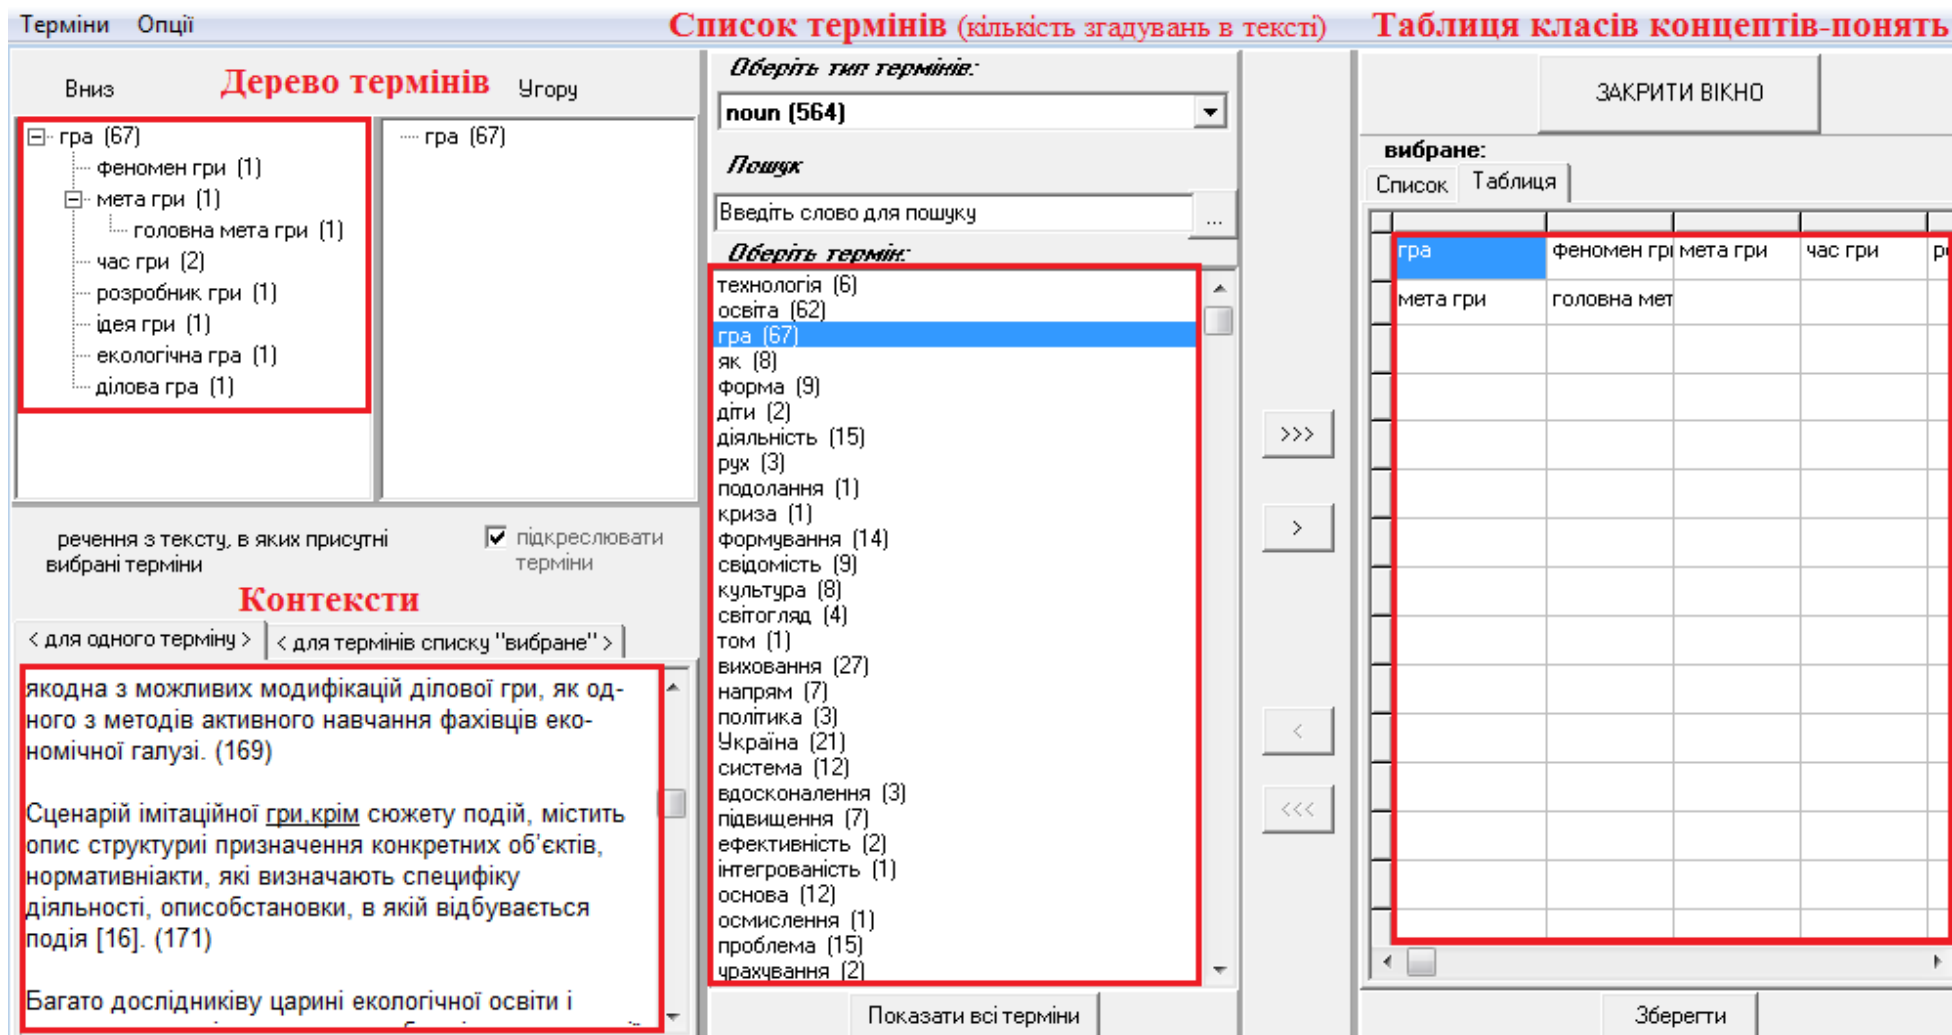 Терміни Опції
Список термінів (кількість згадувань в тексті)
Таблиця класів концептів-понять
Вниз
Дерево термінів
Угору
гра (67)
феномен гри (1)
мета гри (1)
головна мета гри (1)
час гри (2)
розробник гри (1)
ідея гри (1)
екологічна гра (1)
ділова гра (1)
гра (67)
речення з тексту, в яких присутні
вибрані терміни
підкреслювати
терміни
Контексти
< для одного терміну >
< для термінів списку "вибране" >
якодна з можливих модифікацій ділової гри, як од-
ного з методів активного навчання фахівців еко-
номічної галузі. (169)
Сценарій імітаційної гри,крім сюжету подій, містить
опис структуриі призначення конкретних об’єктів,
нормативніакти, які визначають специфіку
діяльності, описобстановки, в якій відбувається
подія [16]. (171)
Багато дослідниківу царині екологічної освіти і
Оберіть тип термінів:
noun (564)
Пошук
Введіть слово для пошуку
...
Оберіть термін:
технологія (6)
освіта (62)
гра (67)
як (8)
форма (9)
діти (2)
діяльність (15)
рух (3)
подолання (1)
криза (1)
формування (14)
свідомість (9)
культура (8)
світогляд (4)
том (1)
виховання (27)
напрям (7)
політика (3)
Україна (21)
система (12)
вдосконалення (3)
підвищення (7)
ефективність (2)
інтегрованість (1)
основа (12)
осмислення (1)
проблема (15)
урахування (2)
Показати всі терміни
>>>
>
<
<<<
ЗАКРИТИ ВІКНО
вибране:
Список Таблиця
гра феномен гри мета гри час гри
мета гри головна мет
Зберегти